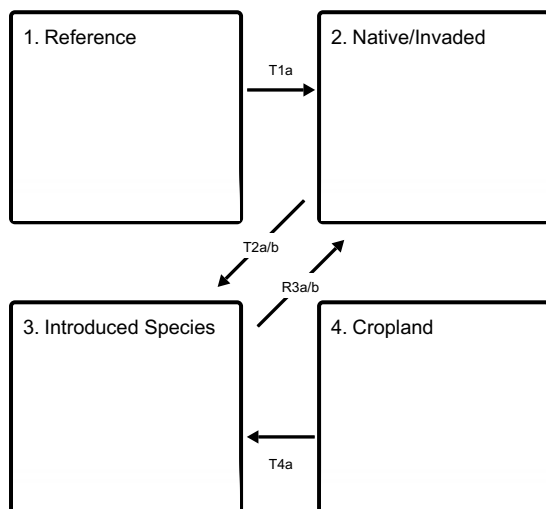 1. Reference
2. Native/Invaded
T1a
T2a/b
R3a/b
3. Introduced Species
4. Cropland
T4a